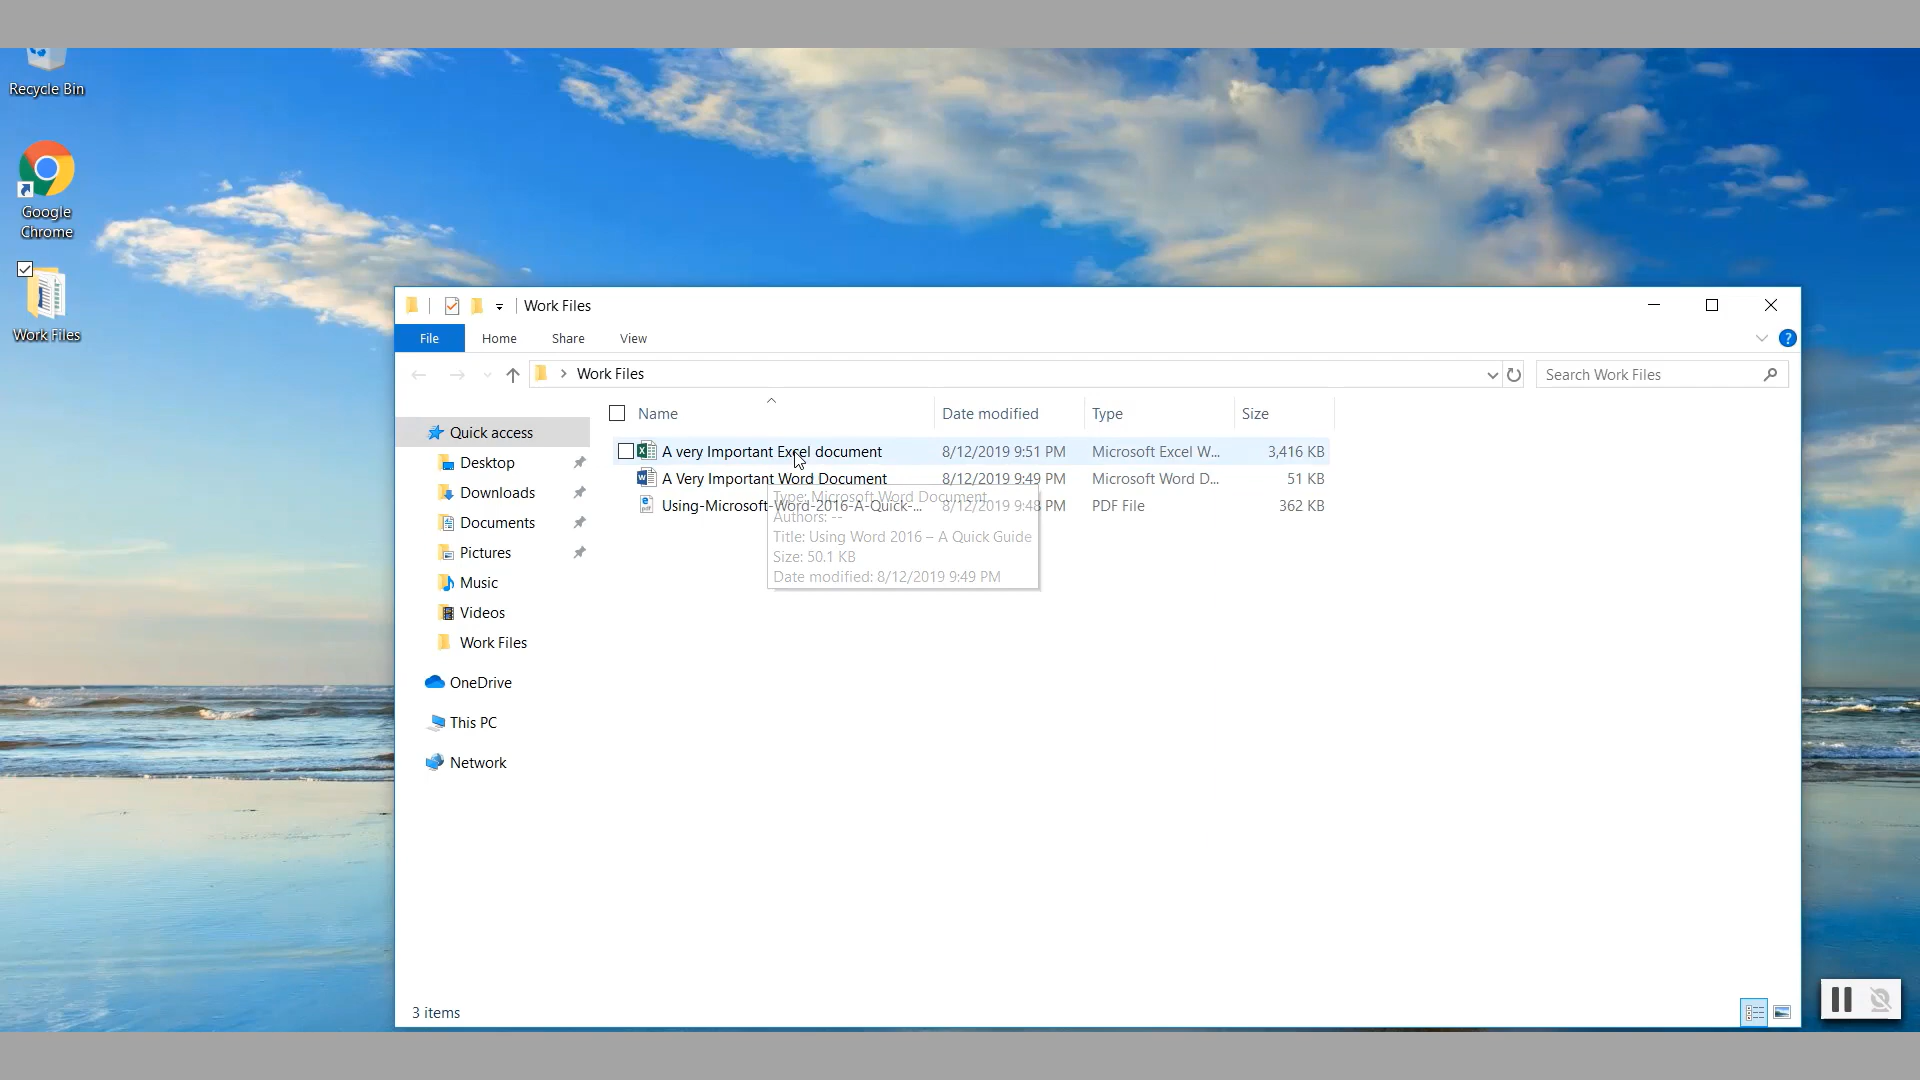 Recycle Bin
Google
Chrome
Work Files
Work Files
File Home Share View
Work Files
Search Work Files
Name Date modified Type Size
Quick access
Desktop
Downloads
Documents
Pictures
Music
Videos
Work Files
OneDrive
This PC
Network
A very Important Excel document 8/12/2019 9:51 PM Microsoft Excel W... 3,416 KB
A Very Important Word Document 8/12/2019 9:49 PM Microsoft Word D... 51 KB
Using-Microsoft-Word-2016-A-Quick-... 8/12/2019 9:48 PM PDF File 362 KB
Type: Microsoft Word Document
Authors: --
Title: Using Word 2016 – A Quick Guide
Size: 50.1 KB
Date modified: 8/12/2019 9:49 PM
3 items